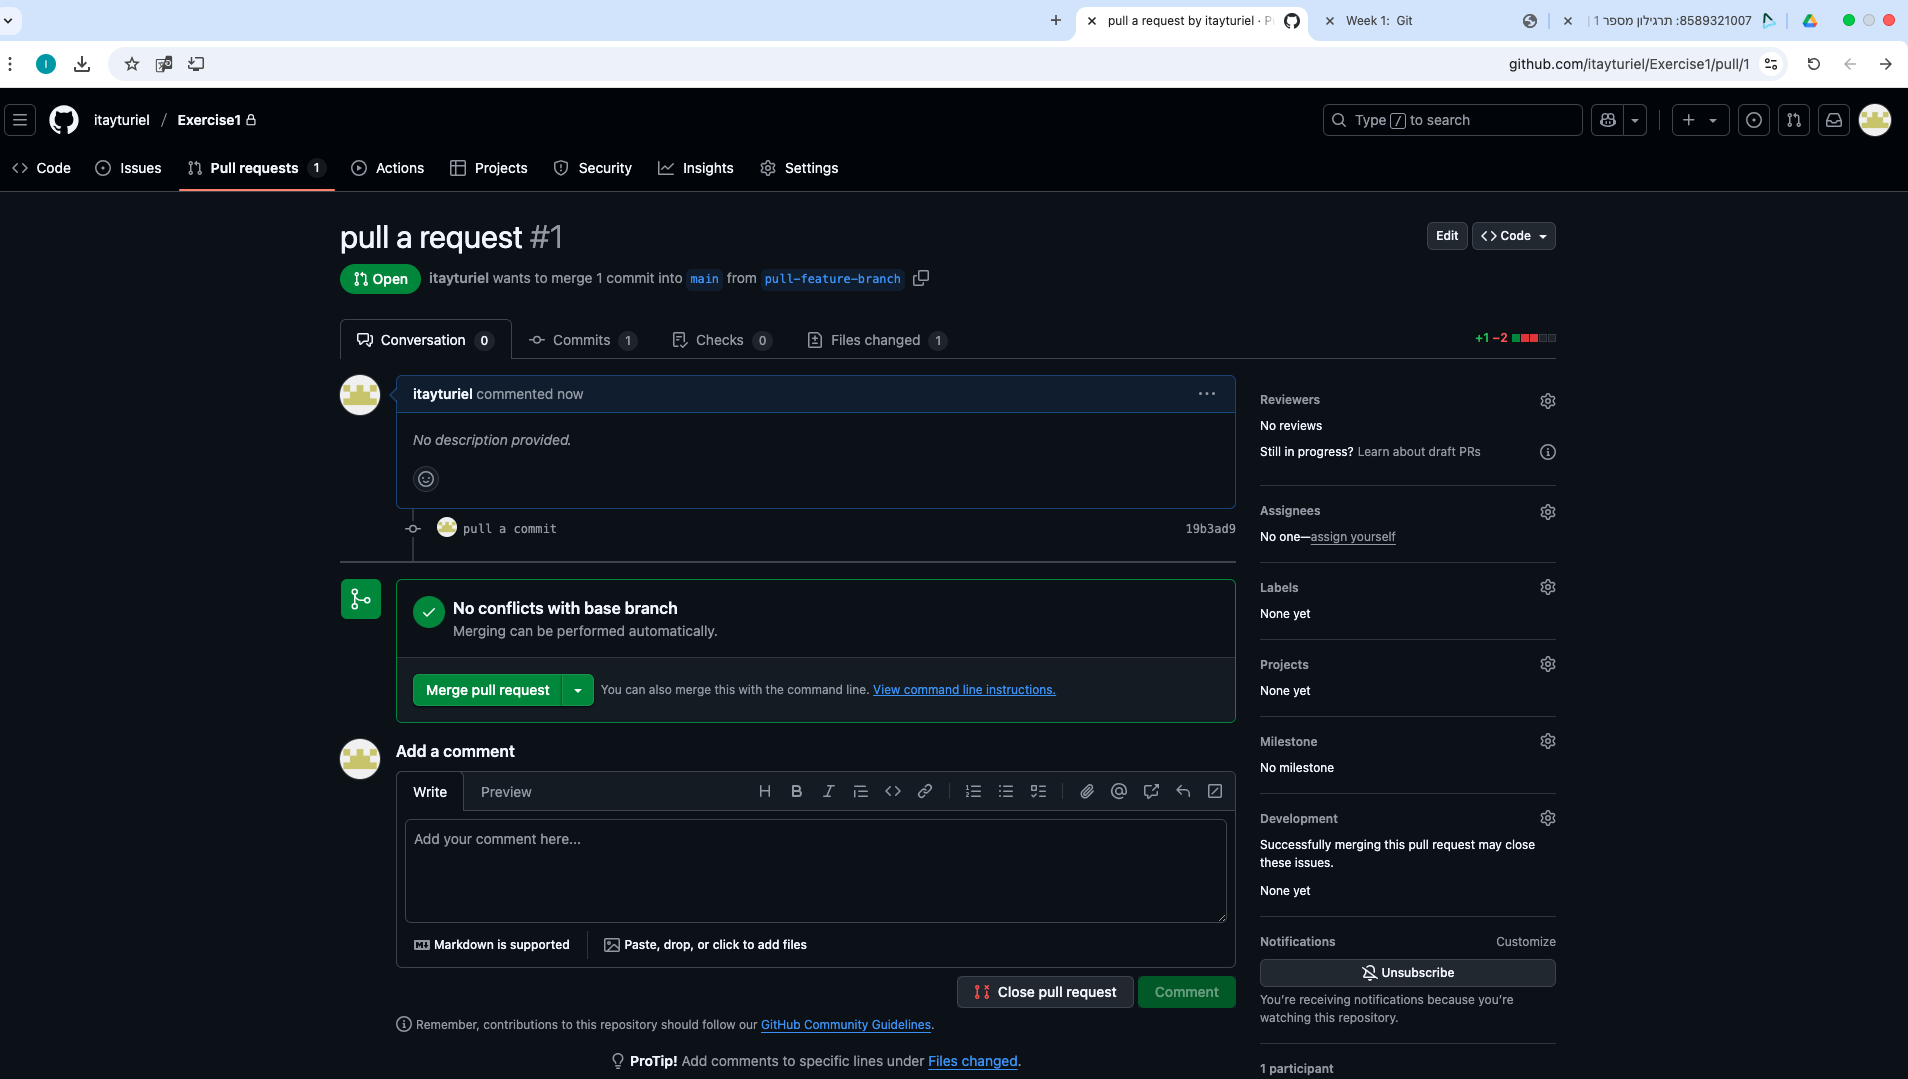 pull a request by itayturiel · P
Week 1: Git
8589321007: תרגילון מספר 1
I
github.com/itayturiel/Exercise1/pull/1
itayturiel / Exercise1
Type / to search
Code
Issues
Pull requests 1
Actions
Projects
Security
Insights
Settings
pull a request #1
Edit
Code
Open
itayturiel wants to merge 1 commit into main from pull-feature-branch
Conversation 0
Commits 1
Checks 0
Files changed 1
+1 −2
itayturiel commented now
No description provided.
pull a commit
19b3ad9
No conflicts with base branch
Merging can be performed automatically.
Merge pull request
You can also merge this with the command line. View command line instructions.
Add a comment
Write
Preview
Add your comment here...
Markdown is supported
Paste, drop, or click to add files
Close pull request
Comment
Remember, contributions to this repository should follow our GitHub Community Guidelines.
ProTip! Add comments to specific lines under Files changed.
Reviewers
No reviews
Still in progress? Learn about draft PRs
Assignees
No one—assign yourself
Labels
None yet
Projects
None yet
Milestone
No milestone
Development
Successfully merging this pull request may close
these issues.
None yet
Notifications
Customize
Unsubscribe
You're receiving notifications because you're
watching this repository.
1 participant